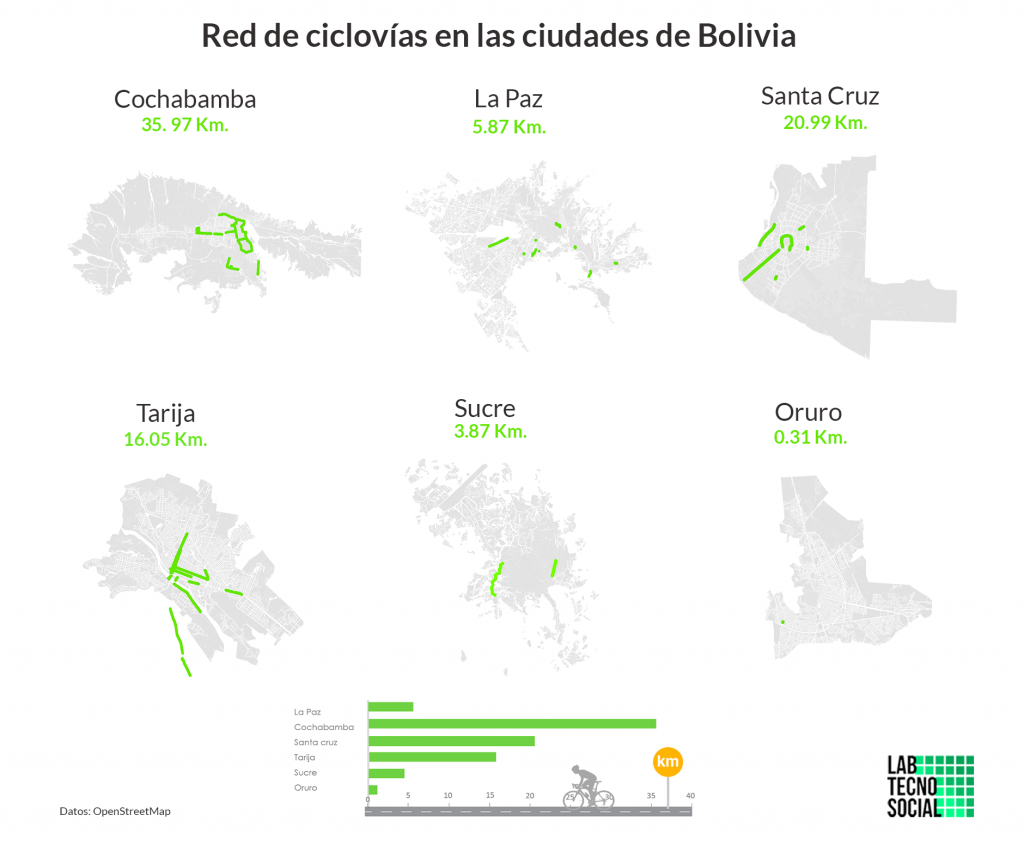 Red de ciclovías en las ciudades de Bolivia
Cochabamba
35. 97 Km.
La Paz
5.87 Km.
Santa Cruz
20.99 Km.
Tarija
16.05 Km.
Sucre
3.87 Km.
Oruro
0.31 Km.
La Paz
Cochabamba
Santa cruz
Tarija
Sucre
Oruro
0 5 10 15 20 25 30 35 40
km
Datos: OpenStreetMap
LAB
TECNO
SOCIAL